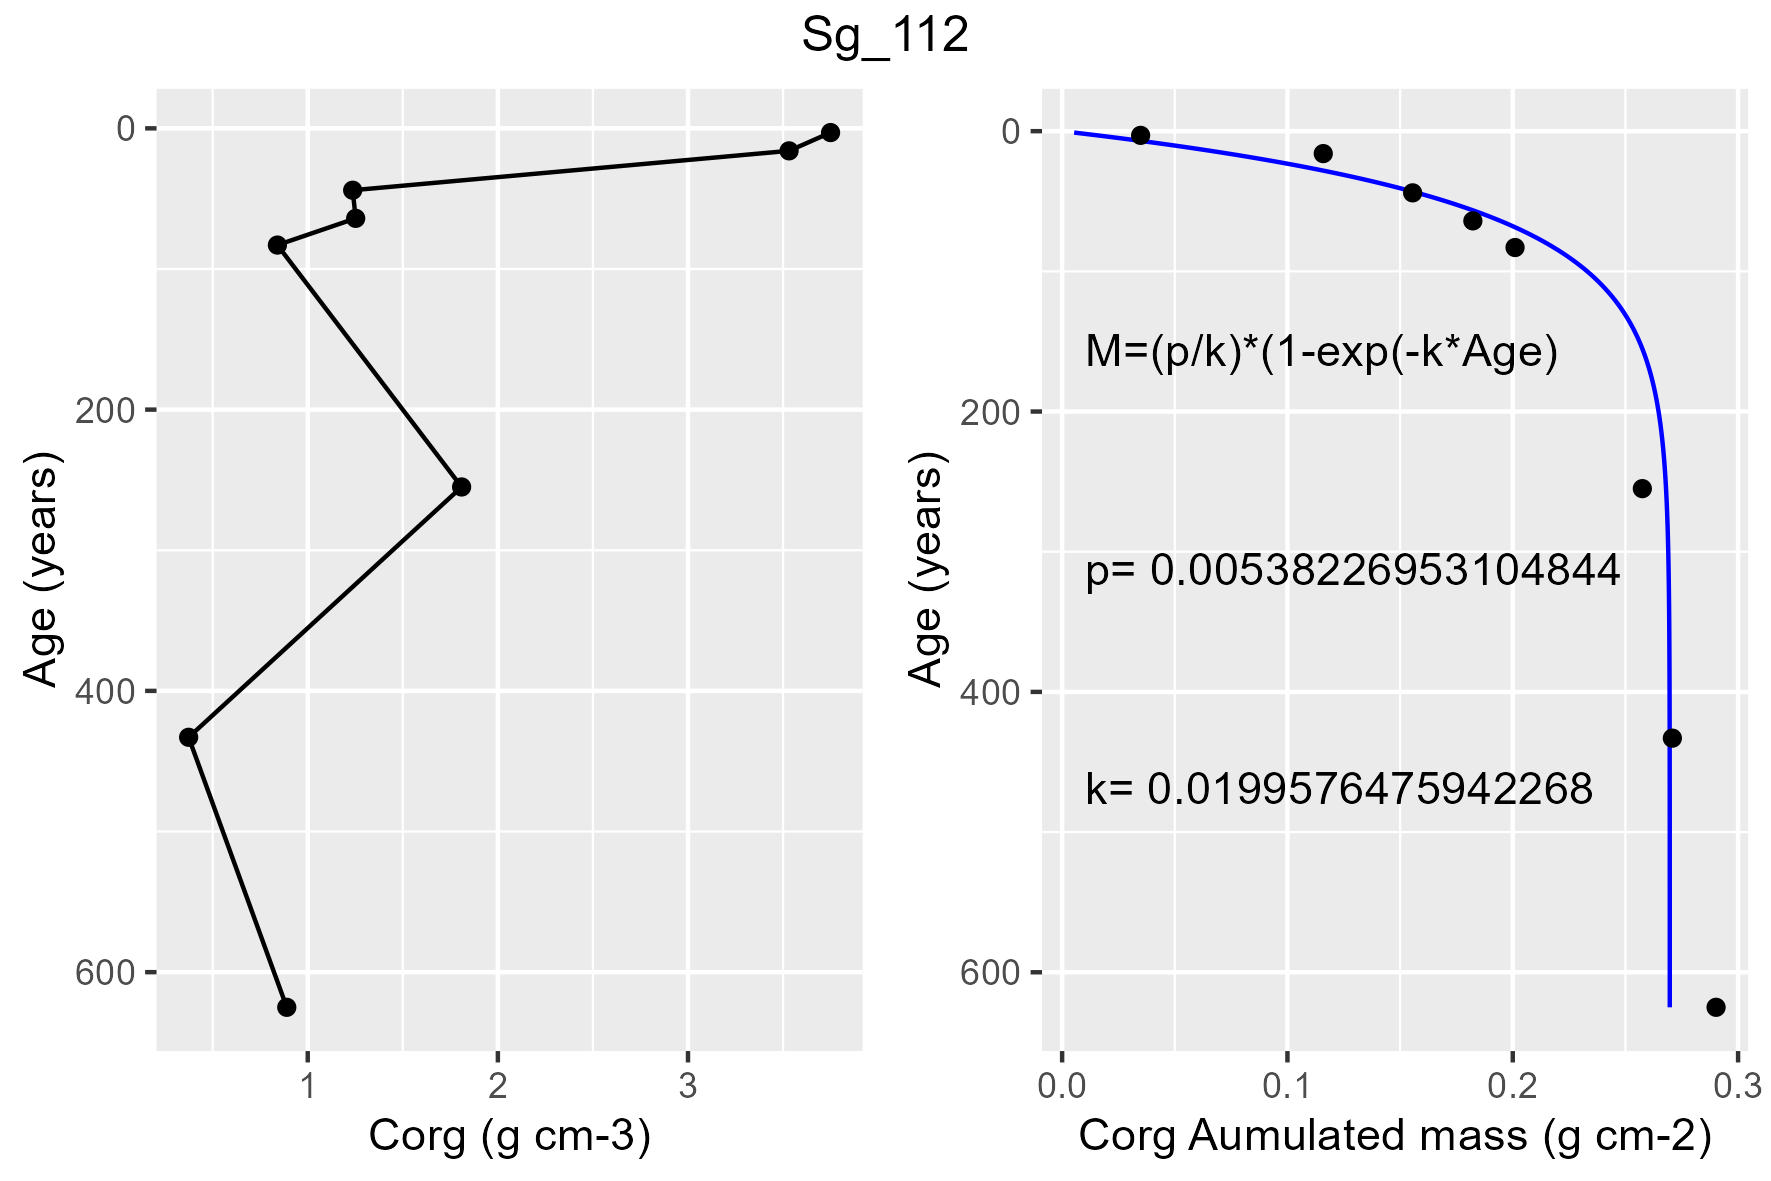 Sg_112
0
200
400
600
Age (years)
1
2
3
Corg (g cm-3)
0
200
400
600
Age (years)
M=(p/k)*(1-exp(-k*Age)
p= 0.00538226953104844
k= 0.0199576475942268
0.0
0.1
0.2
0.3
Corg Aumulated mass (g cm-2)